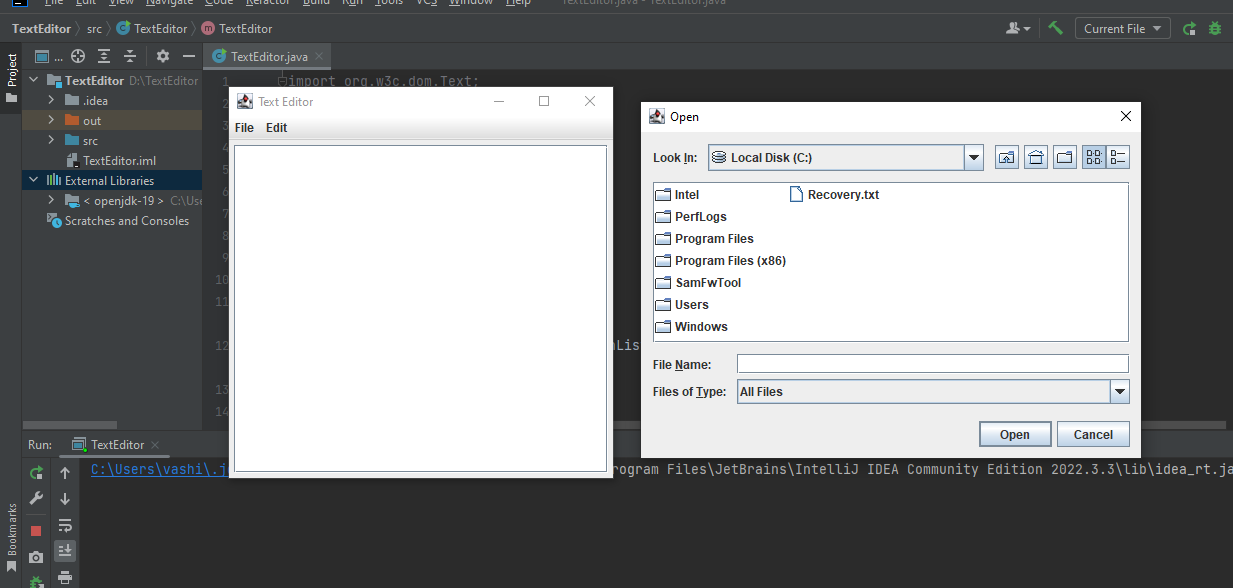 File Edit View Navigate Code Refactor Build Run Tools VCS Window Help TextEditor.java - TextEditor.java
TextEditor src TextEditor TextEditor
Current File
Project
...
TextEditor.java
TextEditor D:\TextEditor
.idea
out
src
TextEditor.iml
External Libraries
< openjdk-19 > C:\Use
Scratches and Consoles
1 import org.w3c.dom.Text;
2
3
4
5
6
7
8
9
10
11
12
13
14
Text Editor
File Edit
Open
Look In: Local Disk (C:)
Intel
PerfLogs
Program Files
Program Files (x86)
SamFwTool
Users
Windows
Recovery.txt
File Name:
Files of Type: All Files
Open Cancel
nLis
Run: TextEditor
C:\Users\vashi\.j rogram Files\JetBrains\IntelliJ IDEA Community Edition 2022.3.3\lib\idea_rt.ja
Bookmarks